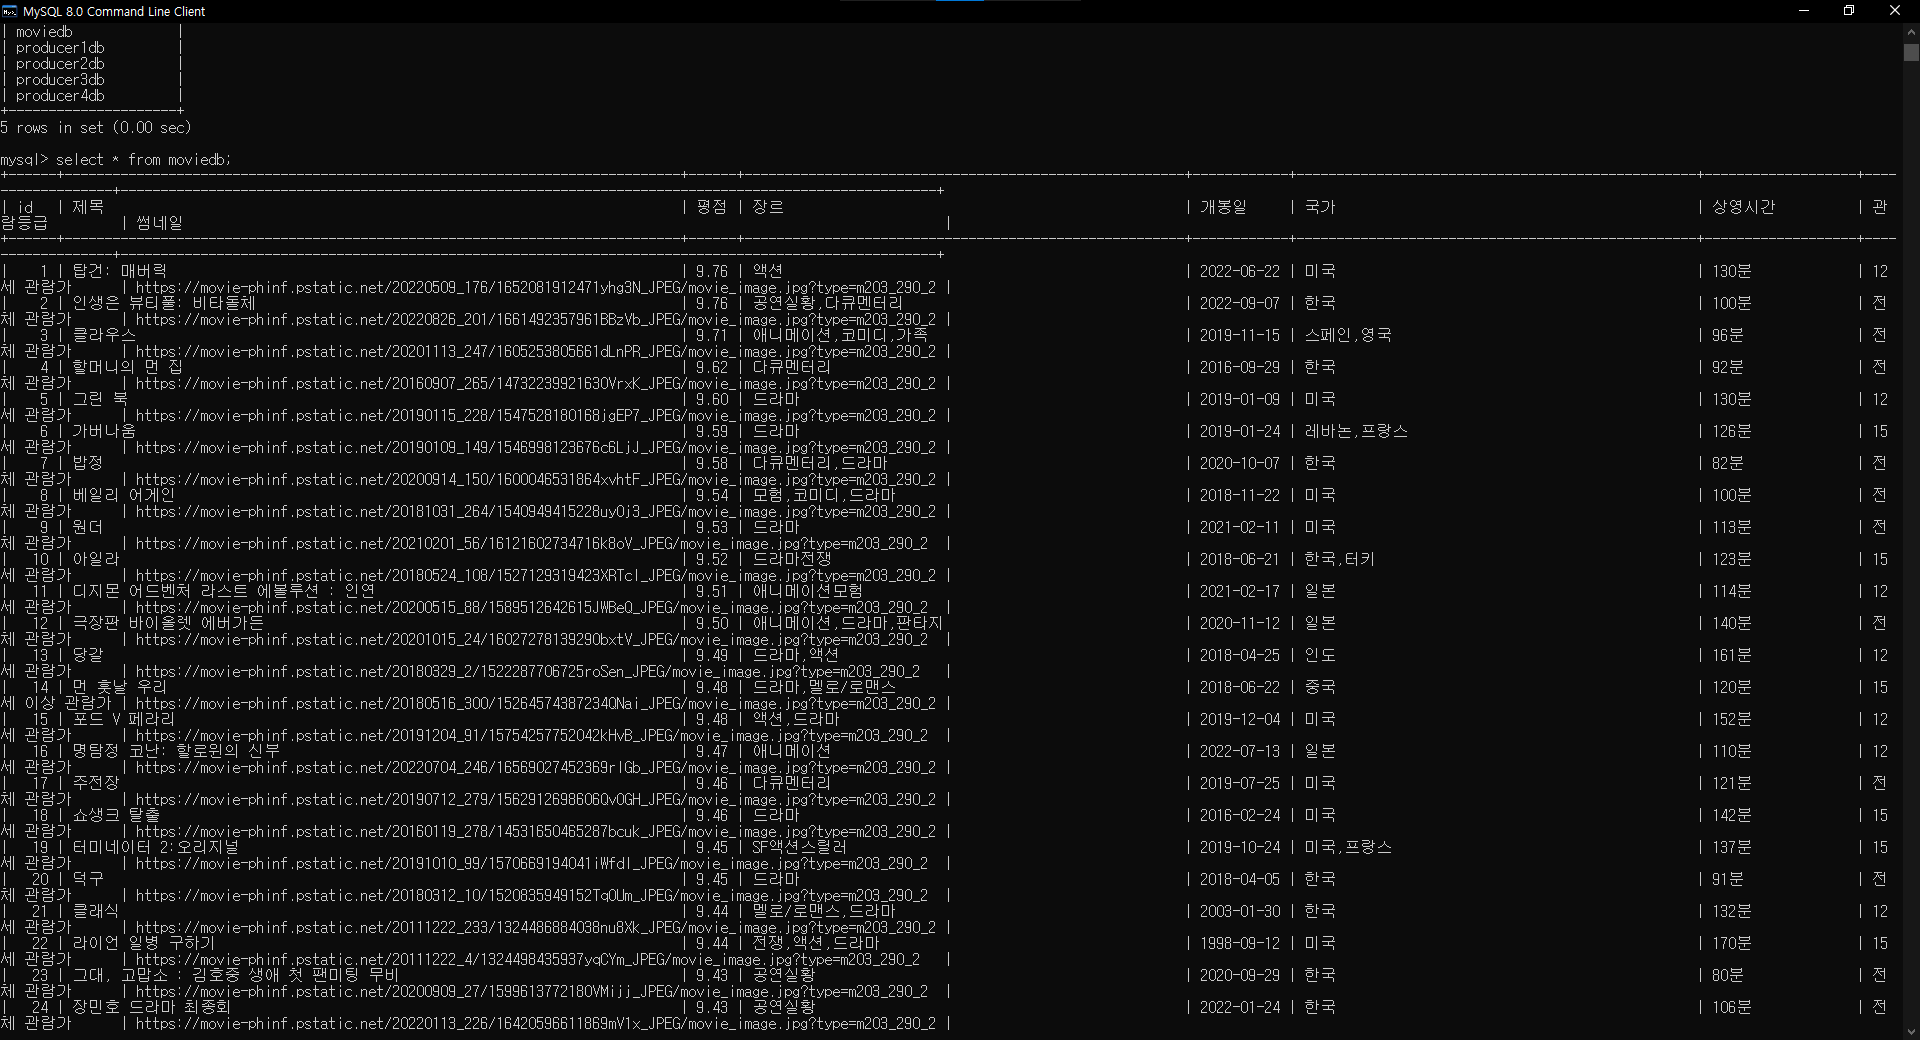 MySQL 8.0 Command Line Client
| moviedb |
| producer1db |
| producer2db |
| producer3db |
| producer4db |
5 rows in set (0.00 sec)
mysql> select * from moviedb;
| id | 제목 | 평점 | 장르 | 개봉일 | 국가 | 상영시간 | 관
람등급 | 썸네일 |
| 1 | 탑건: 매버릭 | 9.76 | 액션 | 2022-06-22 | 미국 | 130분 | 12
세 관람가 | https://movie-phinf.pstatic.net/20220509_176/1652081912471yhg3N_JPEG/movie_image.jpg?type=m203_290_2 |
| 2 | 인생은 뷰티풀: 비타돌체 | 9.76 | 공연실황,다큐멘터리 | 2022-09-07 | 한국 | 100분 | 전
체 관람가 | https://movie-phinf.pstatic.net/20220826_201/1661492357961BBzVb_JPEG/movie_image.jpg?type=m203_290_2 |
| 3 | 클라우스 | 9.71 | 애니메이션,코미디,가족 | 2019-11-15 | 스페인,영국 | 96분 | 전
체 관람가 | https://movie-phinf.pstatic.net/20201113_247/1605253805661dLnPR_JPEG/movie_image.jpg?type=m203_290_2 |
| 4 | 할머니의 먼 집 | 9.62 | 다큐멘터리 | 2016-09-29 | 한국 | 92분 | 전
체 관람가 | https://movie-phinf.pstatic.net/20160907_265/1473223992163OVrxK_JPEG/movie_image.jpg?type=m203_290_2 |
| 5 | 그린 북 | 9.60 | 드라마 | 2019-01-09 | 미국 | 130분 | 12
세 관람가 | https://movie-phinf.pstatic.net/20190115_228/1547528180168jgEP7_JPEG/movie_image.jpg?type=m203_290_2 |
| 6 | 가버나움 | 9.59 | 드라마 | 2019-01-24 | 레바논,프랑스 | 126분 | 15
세 관람가 | https://movie-phinf.pstatic.net/20190109_149/1546998123676c6LjJ_JPEG/movie_image.jpg?type=m203_290_2 |
| 7 | 밥정 | 9.58 | 다큐멘터리,드라마 | 2020-10-07 | 한국 | 82분 | 전
체 관람가 | https://movie-phinf.pstatic.net/20200914_150/1600046531864xvhtF_JPEG/movie_image.jpg?type=m203_290_2 |
| 8 | 베일리 어게인 | 9.54 | 모험,코미디,드라마 | 2018-11-22 | 미국 | 100분 | 전
체 관람가 | https://movie-phinf.pstatic.net/20181031_264/1540949415228uyOj3_JPEG/movie_image.jpg?type=m203_290_2 |
| 9 | 원더 | 9.53 | 드라마 | 2021-02-11 | 미국 | 113분 | 전
체 관람가 | https://movie-phinf.pstatic.net/20210201_56/16121602734716k8oV_JPEG/movie_image.jpg?type=m203_290_2 |
| 10 | 아일라 | 9.52 | 드라마전쟁 | 2018-06-21 | 한국,터키 | 123분 | 15
세 관람가 | https://movie-phinf.pstatic.net/20180524_108/1527129319423XRTcl_JPEG/movie_image.jpg?type=m203_290_2 |
| 11 | 디지몬 어드벤처 라스트 에볼루션 : 인연 | 9.51 | 애니메이션모험 | 2021-02-17 | 일본 | 114분 | 12
세 관람가 | https://movie-phinf.pstatic.net/20200515_88/1589512642615JWBeQ_JPEG/movie_image.jpg?type=m203_290_2 |
| 12 | 극장판 바이올렛 에버가든 | 9.50 | 애니메이션,드라마,판타지 | 2020-11-12 | 일본 | 140분 | 전
체 관람가 | https://movie-phinf.pstatic.net/20201015_24/1602727813929ObxtV_JPEG/movie_image.jpg?type=m203_290_2 |
| 13 | 당갈 | 9.49 | 드라마,액션 | 2018-04-25 | 인도 | 161분 | 12
세 관람가 | https://movie-phinf.pstatic.net/20180329_2/1522287706725roSen_JPEG/movie_image.jpg?type=m203_290_2 |
| 14 | 먼 훗날 우리 | 9.48 | 드라마,멜로/로맨스 | 2018-06-22 | 중국 | 120분 | 15
세 이상 관람가 | https://movie-phinf.pstatic.net/20180516_300/15264574387234QNai_JPEG/movie_image.jpg?type=m203_290_2 |
| 15 | 포드 V 페라리 | 9.48 | 액션,드라마 | 2019-12-04 | 미국 | 152분 | 12
세 관람가 | https://movie-phinf.pstatic.net/20191204_91/15754257752042kHvB_JPEG/movie_image.jpg?type=m203_290_2 |
| 16 | 명탐정 코난: 할로윈의 신부 | 9.47 | 애니메이션 | 2022-07-13 | 일본 | 110분 | 12
세 관람가 | https://movie-phinf.pstatic.net/20220704_246/16569027452369rlGb_JPEG/movie_image.jpg?type=m203_290_2 |
| 17 | 주전장 | 9.46 | 다큐멘터리 | 2019-07-25 | 미국 | 121분 | 전
체 관람가 | https://movie-phinf.pstatic.net/20190712_279/1562912698606QvOGH_JPEG/movie_image.jpg?type=m203_290_2 |
| 18 | 쇼생크 탈출 | 9.46 | 드라마 | 2016-02-24 | 미국 | 142분 | 15
세 관람가 | https://movie-phinf.pstatic.net/20160119_278/14531650465287bcuk_JPEG/movie_image.jpg?type=m203_290_2 |
| 19 | 터미네이터 2:오리지널 | 9.45 | SF액션스릴러 | 2019-10-24 | 미국,프랑스 | 137분 | 15
세 관람가 | https://movie-phinf.pstatic.net/20191010_99/1570669194041iWfdI_JPEG/movie_image.jpg?type=m203_290_2 |
| 20 | 덕구 | 9.45 | 드라마 | 2018-04-05 | 한국 | 91분 | 전
체 관람가 | https://movie-phinf.pstatic.net/20180312_10/1520835949152TqOUm_JPEG/movie_image.jpg?type=m203_290_2 |
| 21 | 클래식 | 9.44 | 멜로/로맨스,드라마 | 2003-01-30 | 한국 | 132분 | 12
세 관람가 | https://movie-phinf.pstatic.net/20111222_233/1324486884038nu8Xk_JPEG/movie_image.jpg?type=m203_290_2 |
| 22 | 라이언 일병 구하기 | 9.44 | 전쟁,액션,드라마 | 1998-09-12 | 미국 | 170분 | 15
세 관람가 | https://movie-phinf.pstatic.net/20111222_4/1324498435937yqCYm_JPEG/movie_image.jpg?type=m203_290_2 |
| 23 | 그대, 고맙소 : 김호중 생애 첫 팬미팅 무비 | 9.43 | 공연실황 | 2020-09-29 | 한국 | 80분 | 전
체 관람가 | https://movie-phinf.pstatic.net/20200909_27/1599613772180VMijj_JPEG/movie_image.jpg?type=m203_290_2 |
| 24 | 장민호 드라마 최종회 | 9.43 | 공연실황 | 2022-01-24 | 한국 | 106분 | 전
체 관람가 | https://movie-phinf.pstatic.net/20220113_226/16420596611869mV1x_JPEG/movie_image.jpg?type=m203_290_2 |